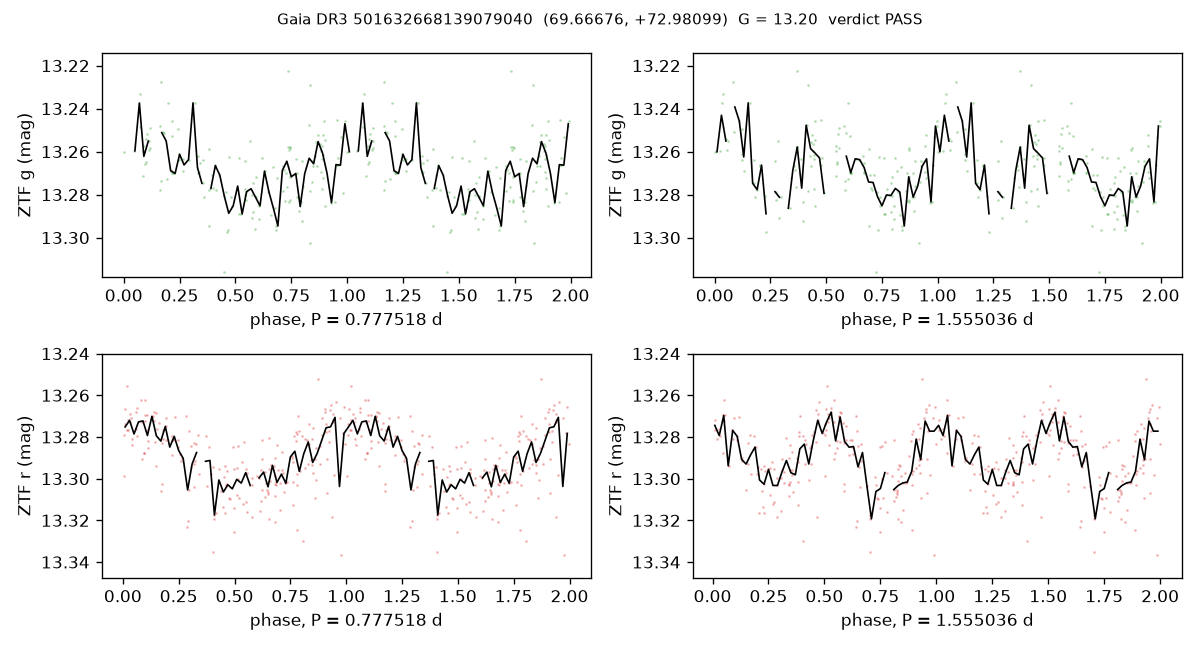 Gaia DR3 501632668139079040 (69.66676, +72.98099) G = 13.20 verdict PASS
13.22
13.24
13.26
13.28
13.30
ZTF g (mag)
0.00 0.25 0.50 0.75 1.00 1.25 1.50 1.75 2.00
phase, P = 0.777518 d
13.22
13.24
13.26
13.28
13.30
ZTF g (mag)
0.00 0.25 0.50 0.75 1.00 1.25 1.50 1.75 2.00
phase, P = 1.555036 d
13.24
13.26
13.28
13.30
13.32
13.34
ZTF r (mag)
0.00 0.25 0.50 0.75 1.00 1.25 1.50 1.75 2.00
phase, P = 0.777518 d
13.24
13.26
13.28
13.30
13.32
13.34
ZTF r (mag)
0.00 0.25 0.50 0.75 1.00 1.25 1.50 1.75 2.00
phase, P = 1.555036 d